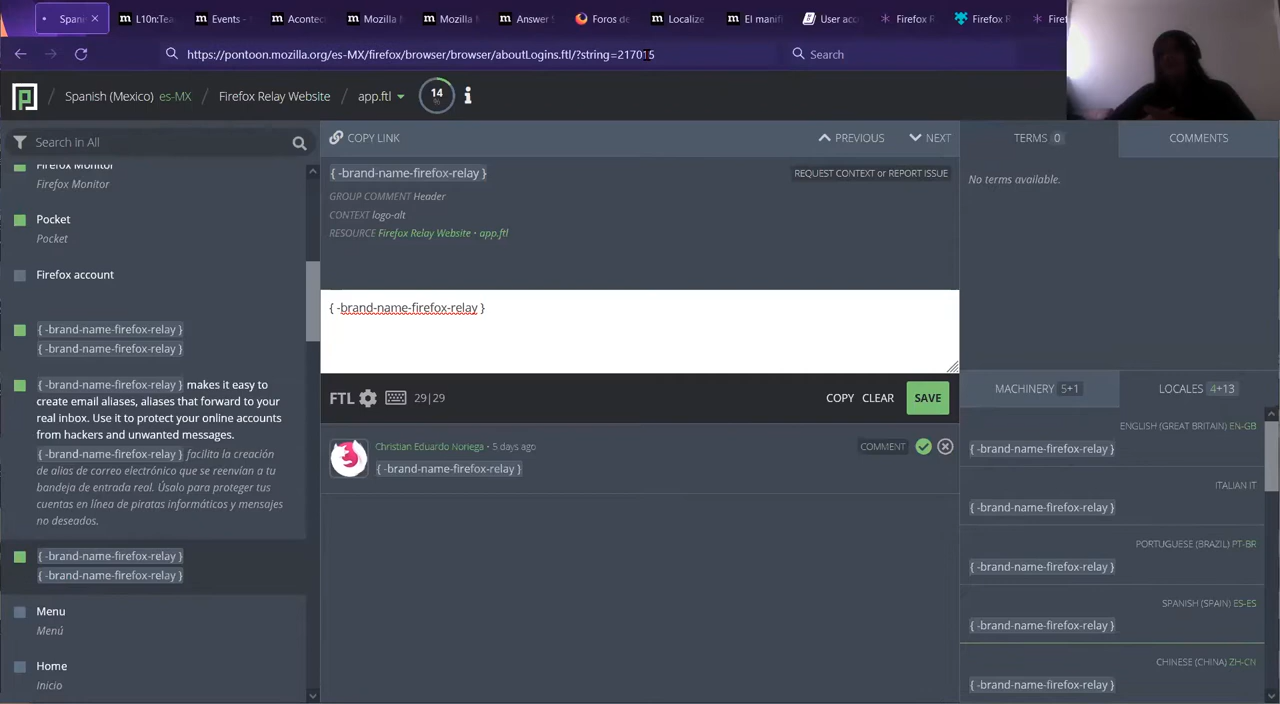 Spani
L10n:Tea
Events -
Acontec
Mozilla
Mozilla
Answer S
Foros de
Localize
El manif
User acc
Firefox R
Firefox R
Firef
https://pontoon.mozilla.org/es-MX/firefox/browser/browser/aboutLogins.ftl/?string=217015
Search
Spanish (Mexico) es-MX
Firefox Relay Website
app.ftl
14
%
Search in All
Firefox Monitor
Firefox Monitor
Pocket
Pocket
Firefox account
{ -brand-name-firefox-relay }
{ -brand-name-firefox-relay }
{ -brand-name-firefox-relay } makes it easy to
create email aliases, aliases that forward to your
real inbox. Use it to protect your online accounts
from hackers and unwanted messages.
{ -brand-name-firefox-relay } facilita la creación
de alias de correo electrónico que se reenvían a tu
bandeja de entrada real. Úsalo para proteger tus
cuentas en línea de piratas informáticos y mensajes
no deseados.
{ -brand-name-firefox-relay }
{ -brand-name-firefox-relay }
Menu
Menú
Home
Inicio
COPY LINK
PREVIOUS
NEXT
{ -brand-name-firefox-relay }
REQUEST CONTEXT or REPORT ISSUE
GROUP COMMENT Header
CONTEXT logo-alt
RESOURCE Firefox Relay Website • app.ftl
{ -brand-name-firefox-relay }
FTL
29|29
COPY
CLEAR
SAVE
Christian Eduardo Noriega • 5 days ago
COMMENT
{ -brand-name-firefox-relay }
TERMS 0
COMMENTS
No terms available.
MACHINERY 5+1
LOCALES 4+13
ENGLISH (GREAT BRITAIN) EN-GB
{ -brand-name-firefox-relay }
ITALIAN IT
{ -brand-name-firefox-relay }
PORTUGUESE (BRAZIL) PT-BR
{ -brand-name-firefox-relay }
SPANISH (SPAIN) ES-ES
{ -brand-name-firefox-relay }
CHINESE (CHINA) ZH-CN
{ -brand-name-firefox-relay }